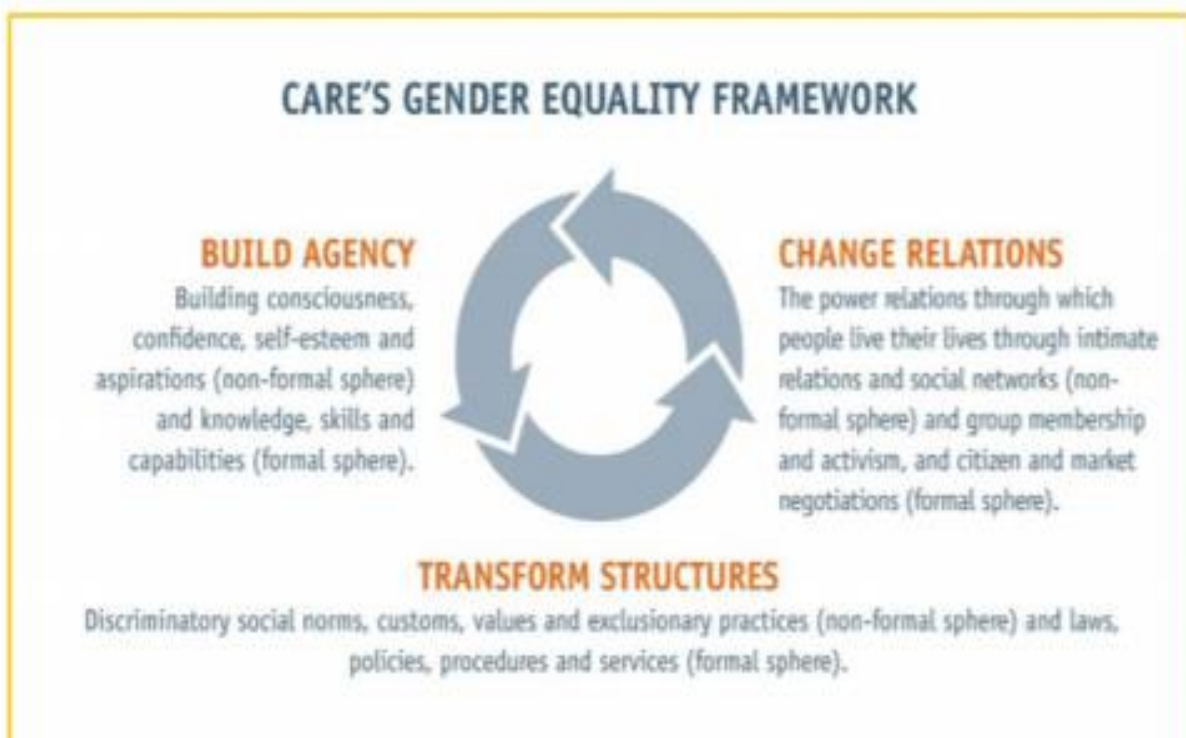 CARE'S GENDER EQUALITY FRAMEWORK
BUILD AGENCY
Building consciousness,
confidence, self-esteem and
aspirations (non-formal sphere)
and knowledge, skills and
capabilities (formal sphere).
CHANGE RELATIONS
The power relations through which
people live their lives through intimate
relations and social networks (non-
formal sphere) and group membership
and activism, and citizen and market
negotiations (formal sphere).
TRANSFORM STRUCTURES
Discriminatory social norms, customs, values and exclusionary practices (non-formal sphere) and laws,
policies, procedures and services (formal sphere).